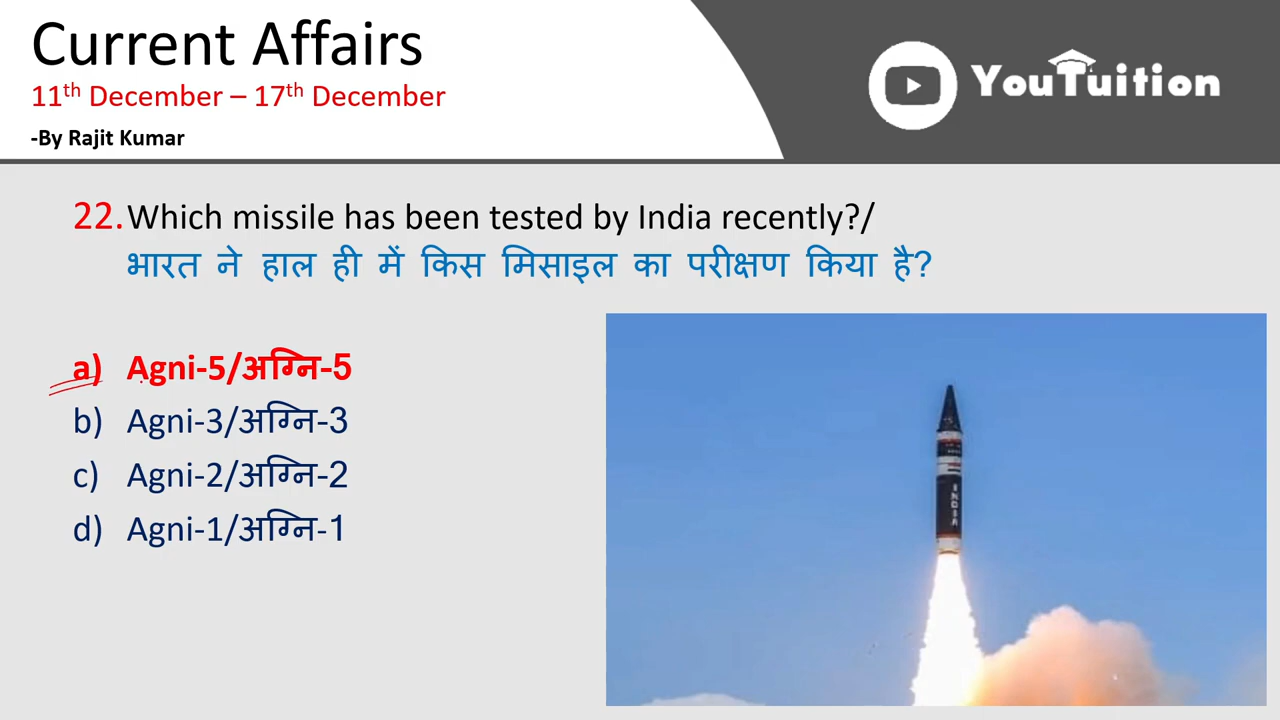 Current Affairs
11th December – 17th December
-By Rajit Kumar
YouTuition
22. Which missile has been tested by India recently?/
भारत ने हाल ही में किस मिसाइल का परीक्षण किया है?
a) Agni-5/अग्नि-5
b) Agni-3/अग्नि-3
c) Agni-2/अग्नि-2
d) Agni-1/अग्नि-1
INDIA